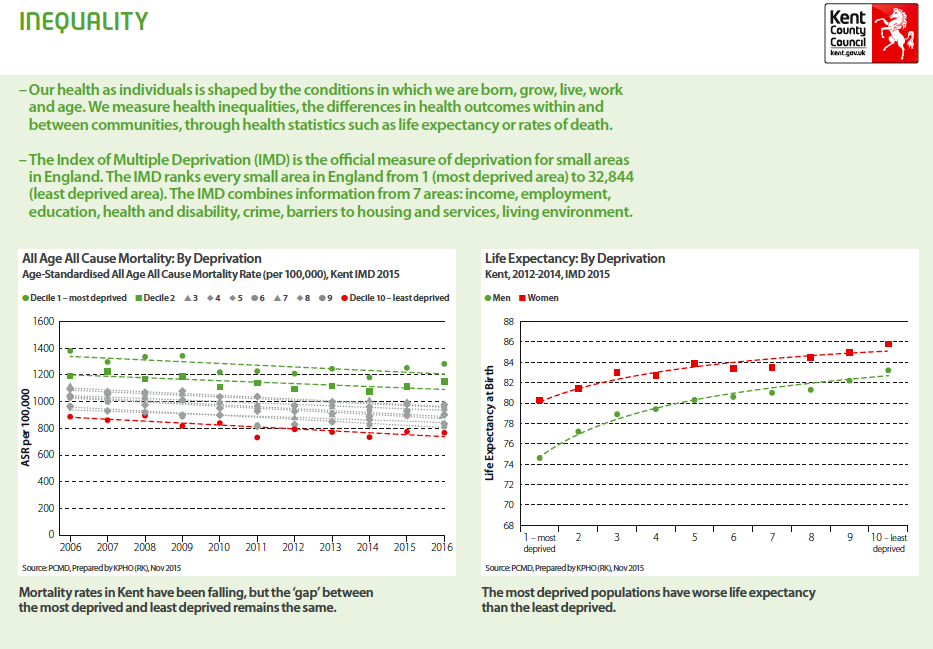 INEQUALITY
Kent
County
Council
kent.gov.uk
– Our health as individuals is shaped by the conditions in which we are born, grow, live, work
and age. We measure health inequalities, the differences in health outcomes within and
between communities, through health statistics such as life expectancy or rates of death.
– The Index of Multiple Deprivation (IMD) is the official measure of deprivation for small areas
in England. The IMD ranks every small area in England from 1 (most deprived area) to 32,844
(least deprived area). The IMD combines information from 7 areas: income, employment,
education, health and disability, crime, barriers to housing and services, living environment.
All Age All Cause Mortality: By Deprivation
Age-Standardised All Age All Cause Mortality Rate (per 100,000), Kent IMD 2015
Decile 1 – most deprived Decile 2 3 4 5 6 7 8 9 Decile 10 – least deprived
1600
1400
1200
1000
800
600
400
200
0
ASR per 100,000
2006 2007 2008 2009 2010 2011 2012 2013 2014 2015 2016
Source: PCMD, Prepared by KPHO (RK), Nov 2015
Mortality rates in Kent have been falling, but the ‘gap’ between
the most deprived and least deprived remains the same.
Life Expectancy: By Deprivation
Kent, 2012-2014, IMD 2015
Men Women
88
86
84
82
80
78
76
74
72
70
68
Life Expectancy at Birth
1 – most 2 3 4 5 6 7 8 9 10 – least
deprived deprived
Source: PCMD, Prepared by KPHO (RK), Nov 2015
The most deprived populations have worse life expectancy
than the least deprived.